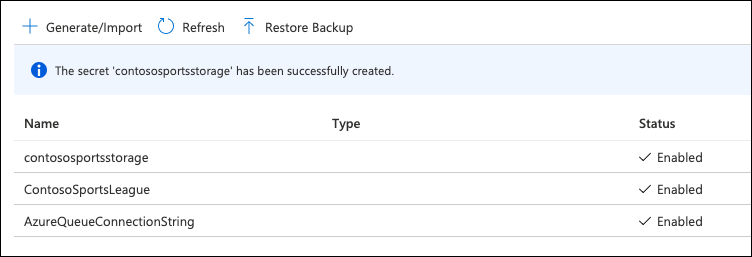 Generate/Import Refresh Restore Backup
The secret 'contososportsstorage' has been successfully created.
Name Type Status
contososportsstorage Enabled
ContosoSportsLeague Enabled
AzureQueueConnectionString Enabled